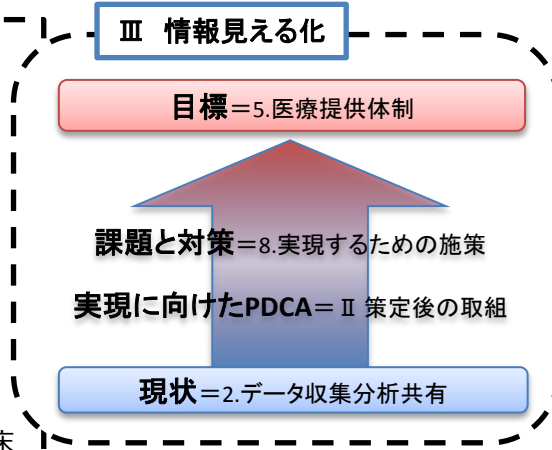 Ⅲ 情報見える化
目標＝5.医療提供体制
課題と対策＝8.実現するための施策
実現に向けたPDCA＝Ⅱ 策定後の取組
現状＝2.データ収集分析共有